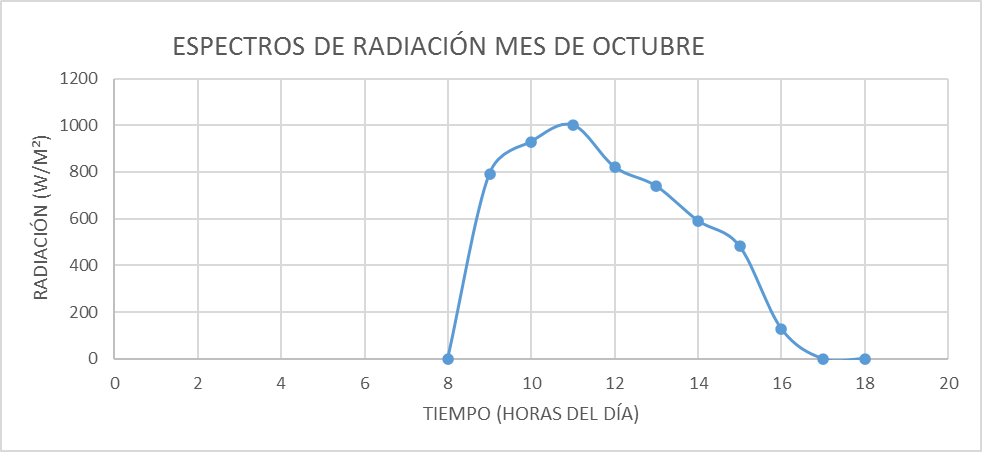 ESPECTROS DE RADIACIÓN MES DE OCTUBRE
1200
1000
800
600
400
200
0
RADIACIÓN (W/M²)
0 2 4 6 8 10 12 14 16 18 20
TIEMPO (HORAS DEL DÍA)